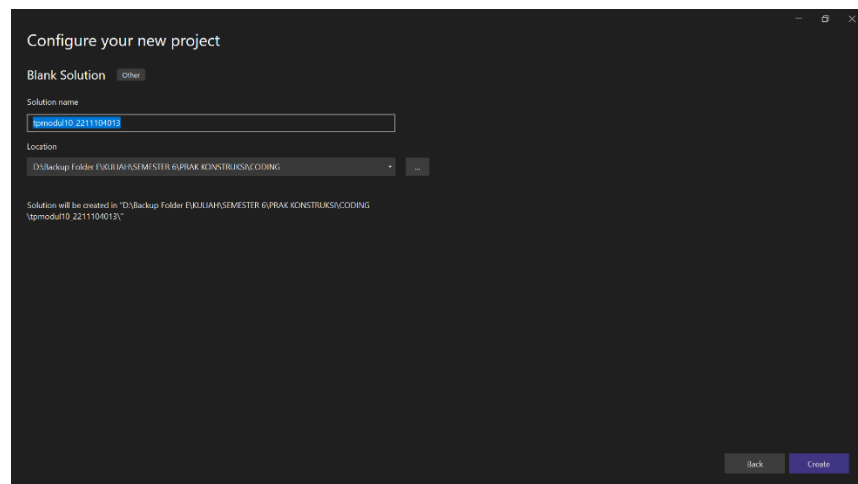 Configure your new project
Blank Solution Other
Solution name
tpmodul10_2211104013
Location
D:\Backup Folder E\KULIAH\SEMESTER 6\PRAK KONSTRUKSI\CODING
...
Solution will be created in "D:\Backup Folder E\KULIAH\SEMESTER 6\PRAK KONSTRUKSI\CODING
\tpmodul10_2211104013\"
Back Create